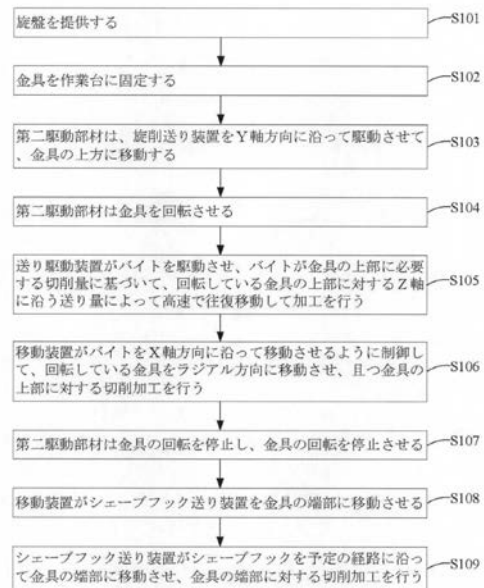 旋盤を提供する
S101
金具を作業台に固定する
S102
第二駆動部材は、旋削送り装置をY軸方向に沿って駆動させて
、金具の上方に移動する
S103
第二駆動部材は金具を回転させる
S104
送り駆動装置がバイトを駆動させ、バイトが金具の上部に必要
する切削量に基づいて、回転している金具の上部に対するZ軸
に沿う送り量によって高速で往復移動して加工を行う
S105
移動装置がバイトをX軸方向に沿って移動させるように制御し
て、回転している金具をラジアル方向に移動させ、且つ金具の
上部に対する切削加工を行う
S106
第二駆動部材は金具の回転を停止し、金具の回転を停止させる
S107
移動装置がシェーブフック送り装置を金具の端部に移動させる
S108
シェーブフック送り装置がシェーブフックを予定の経路に沿っ
て金具の端部に移動させ、金具の端部に対する切削加工を行う
S109